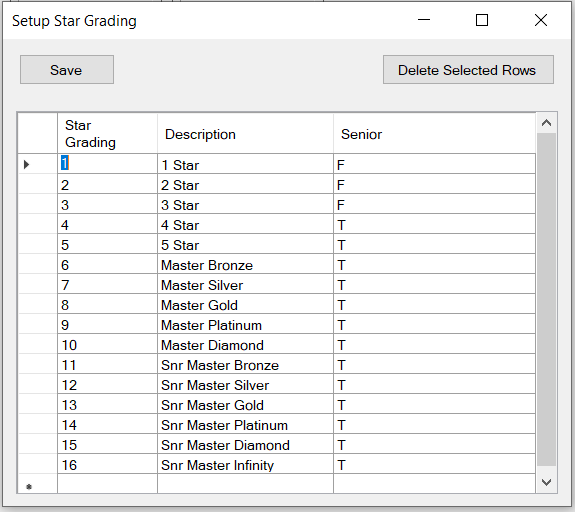 Setup Star Grading
Save
Delete Selected Rows
Star
Grading
Description
Senior
1 1 Star F
2 2 Star F
3 3 Star F
4 4 Star T
5 5 Star T
6 Master Bronze T
7 Master Silver T
8 Master Gold T
9 Master Platinum T
10 Master Diamond T
11 Snr Master Bronze T
12 Snr Master Silver T
13 Snr Master Gold T
14 Snr Master Platinum T
15 Snr Master Diamond T
16 Snr Master Infinity T